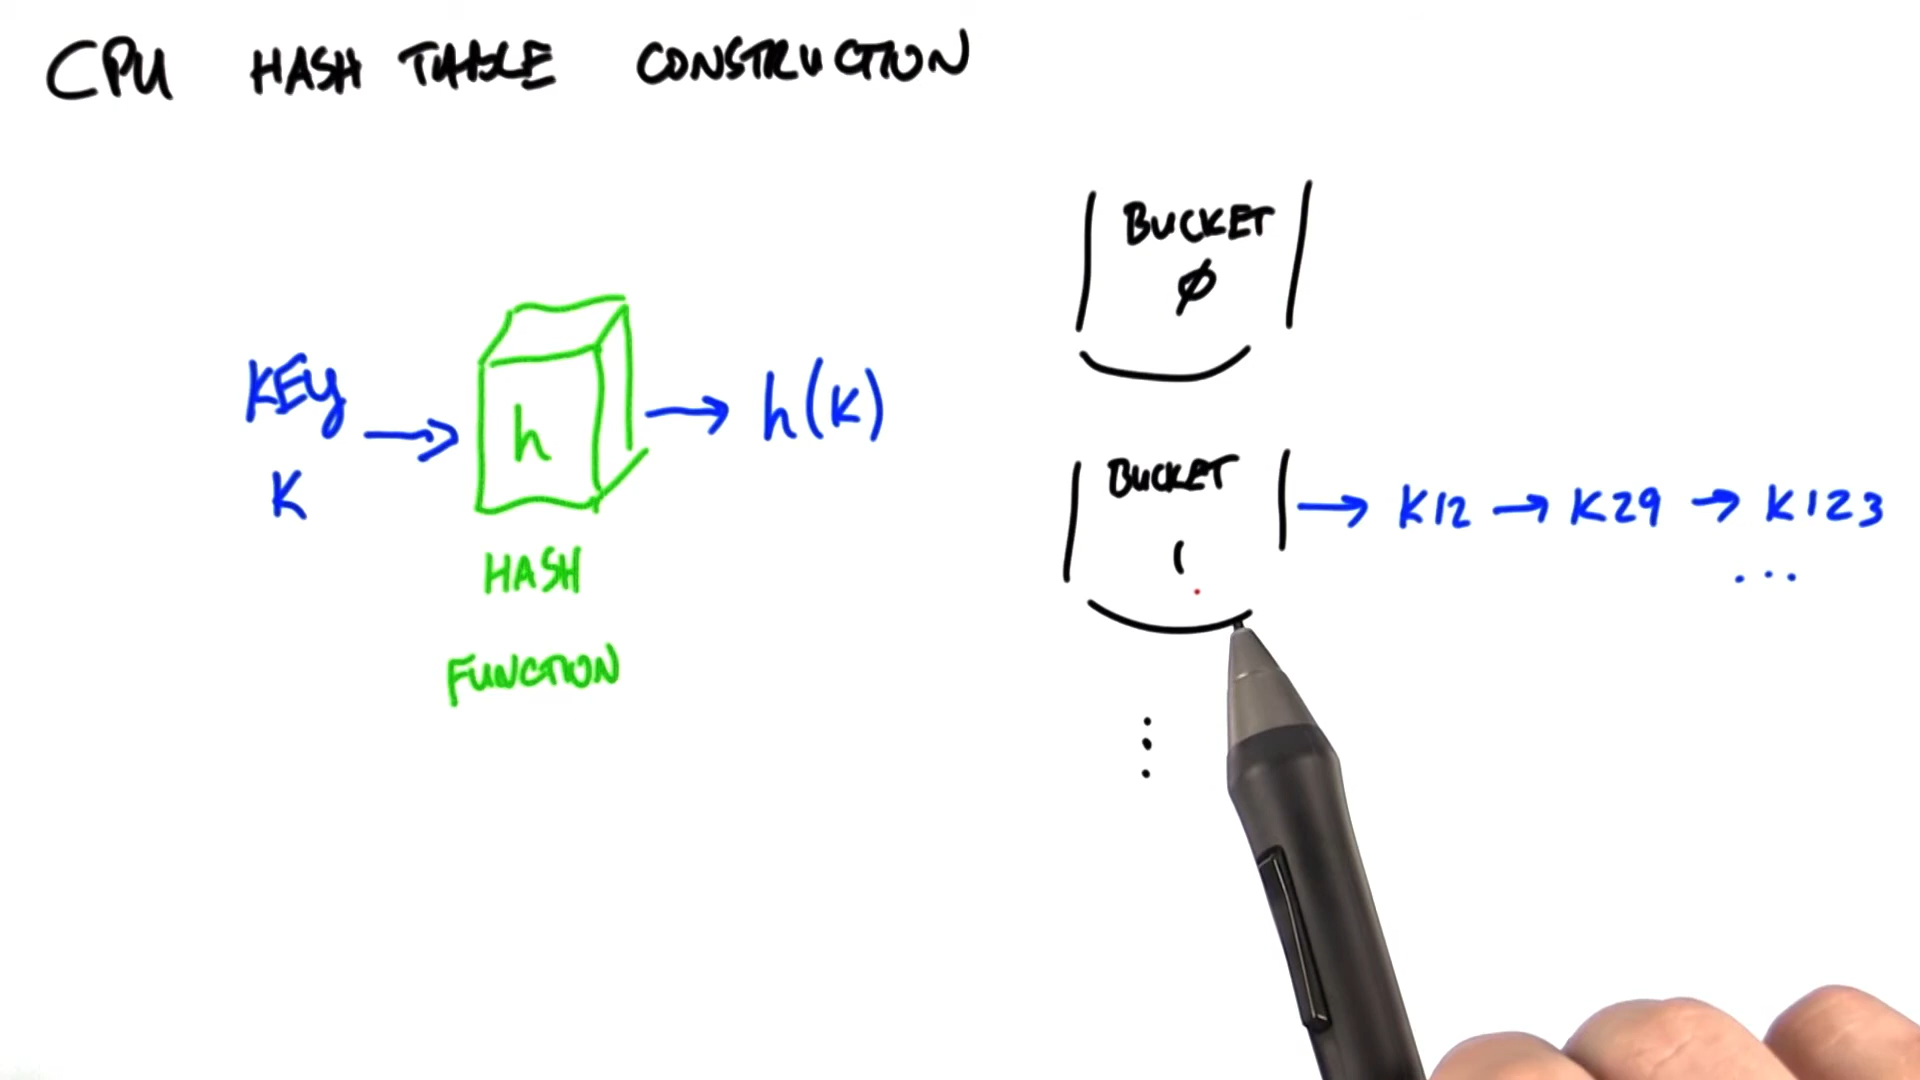 CPU HASH TABLE CONSTRUCTION
KEY
K
h
h(K)
HASH
FUNCTION
BUCKET
Ø
BUCKET
1
→ K12 → K29 → K123
...